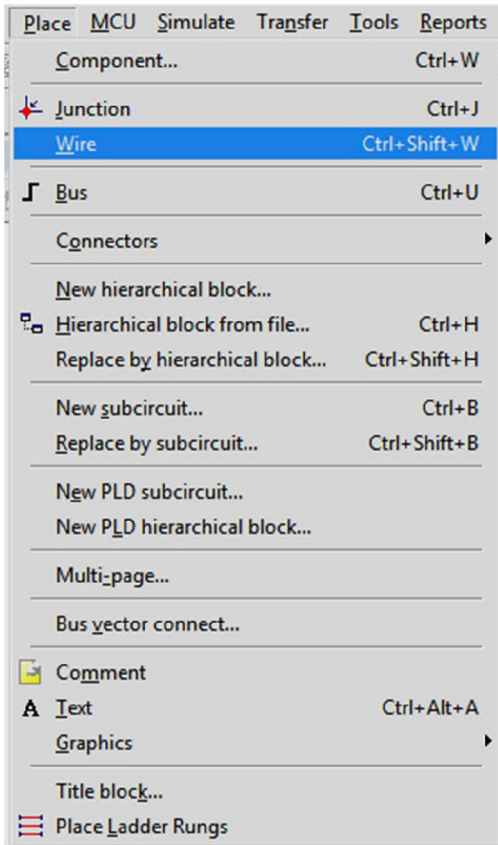 Place MCU Simulate Transfer Tools Reports
Component... Ctrl+W
Junction Ctrl+J
Wire Ctrl+Shift+W
Bus Ctrl+U
Connectors
New hierarchical block...
Hierarchical block from file... Ctrl+H
Replace by hierarchical block... Ctrl+Shift+H
New subcircuit... Ctrl+B
Replace by subcircuit... Ctrl+Shift+B
New PLD subcircuit...
New PLD hierarchical block...
Multi-page...
Bus vector connect...
Comment
A Text Ctrl+Alt+A
Graphics
Title block...
Place Ladder Rungs